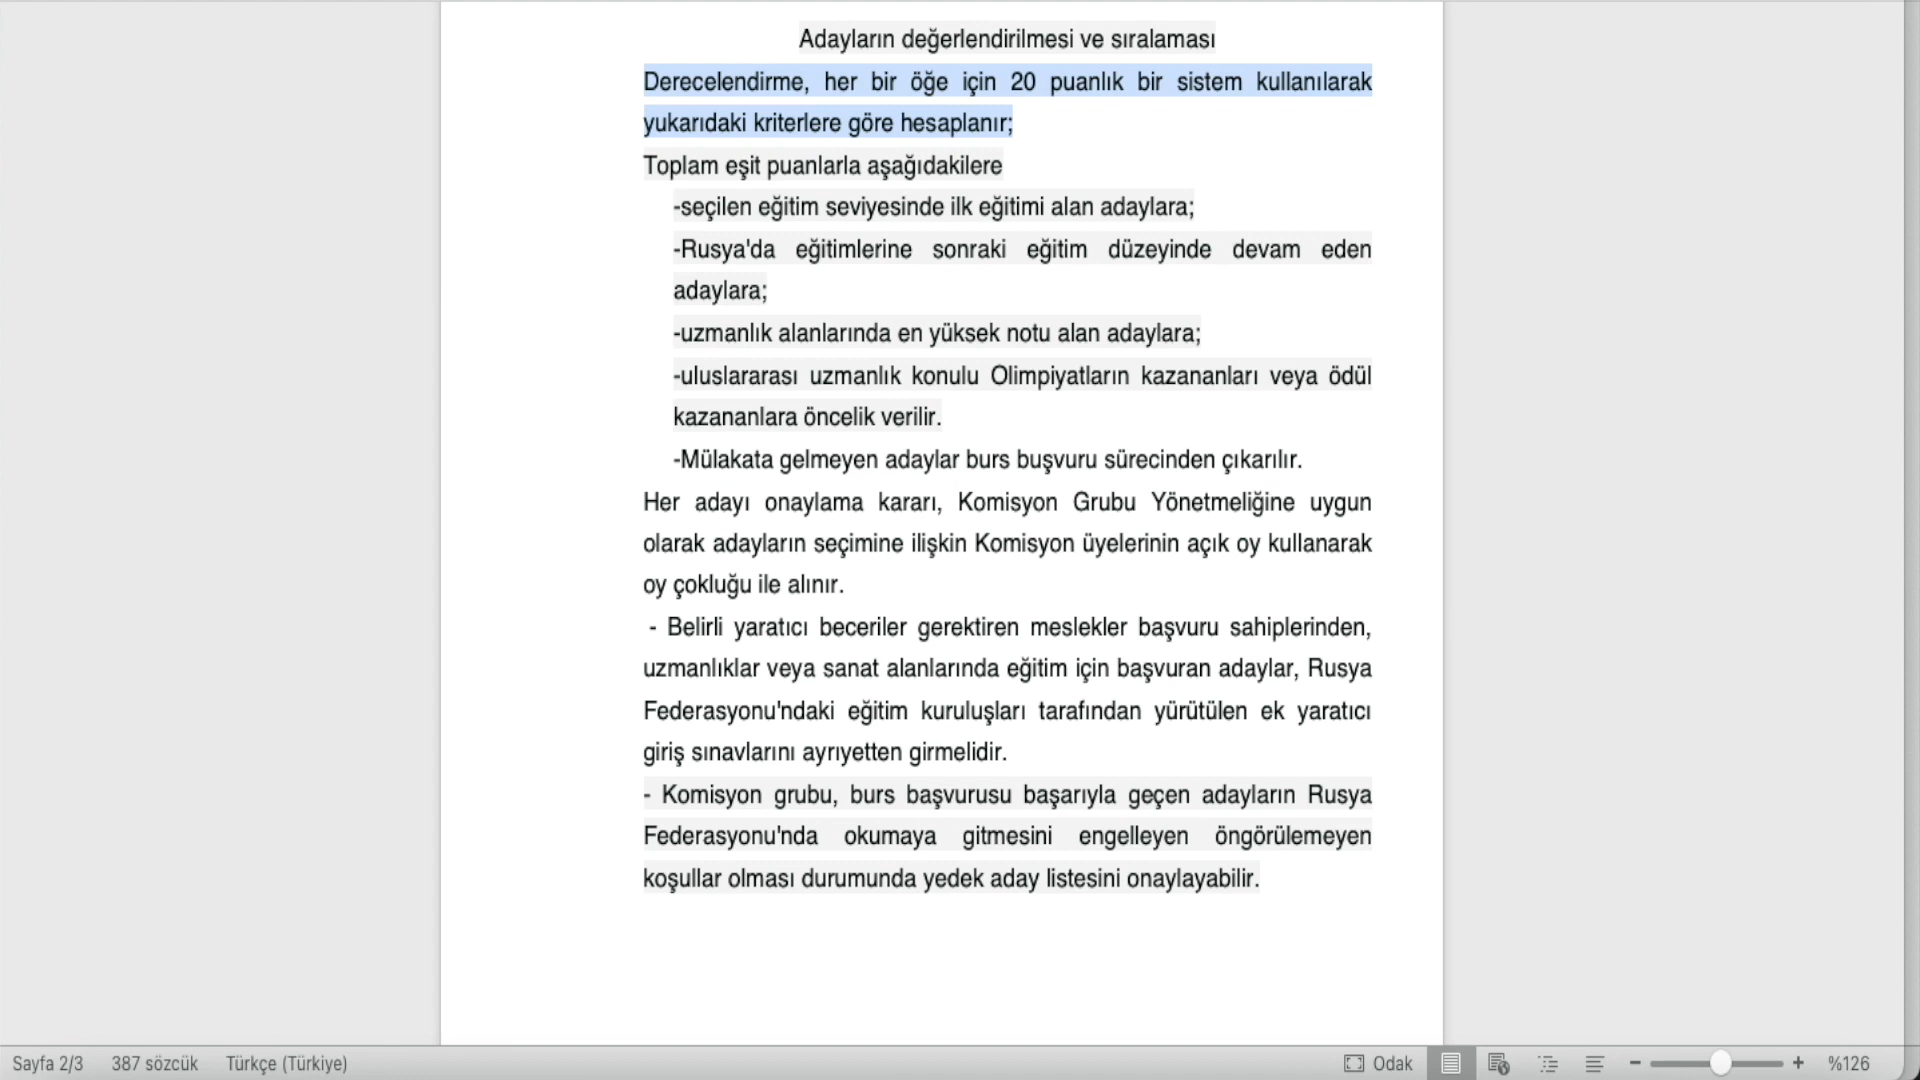 Adayların değerlendirilmesi ve sıralaması
Derecelendirme, her bir öğe için 20 puanlık bir sistem kullanılarak
yukarıdaki kriterlere göre hesaplanır;
Toplam eşit puanlarla aşağıdakilere
-seçilen eğitim seviyesinde ilk eğitimi alan adaylara;
-Rusya'da eğitimlerine sonraki eğitim düzeyinde devam eden
adaylara;
-uzmanlık alanlarında en yüksek notu alan adaylara;
-uluslararası uzmanlık konulu Olimpiyatların kazananları veya ödül
kazananlara öncelik verilir.
-Mülakata gelmeyen adaylar burs buşvuru sürecinden çıkarılır.
Her adayı onaylama kararı, Komisyon Grubu Yönetmeliğine uygun
olarak adayların seçimine ilişkin Komisyon üyelerinin açık oy kullanarak
oy çokluğu ile alınır.
- Belirli yaratıcı beceriler gerektiren meslekler başvuru sahiplerinden,
uzmanlıklar veya sanat alanlarında eğitim için başvuran adaylar, Rusya
Federasyonu'ndaki eğitim kuruluşları tarafından yürütülen ek yaratıcı
giriş sınavlarını ayrıyetten girmelidir.
- Komisyon grubu, burs başvurusu başarıyla geçen adayların Rusya
Federasyonu'nda okumaya gitmesini engelleyen öngörülemeyen
koşullar olması durumunda yedek aday listesini onaylayabilir.
Sayfa 2/3 387 sözcük Türkçe (Türkiye) Odak %126